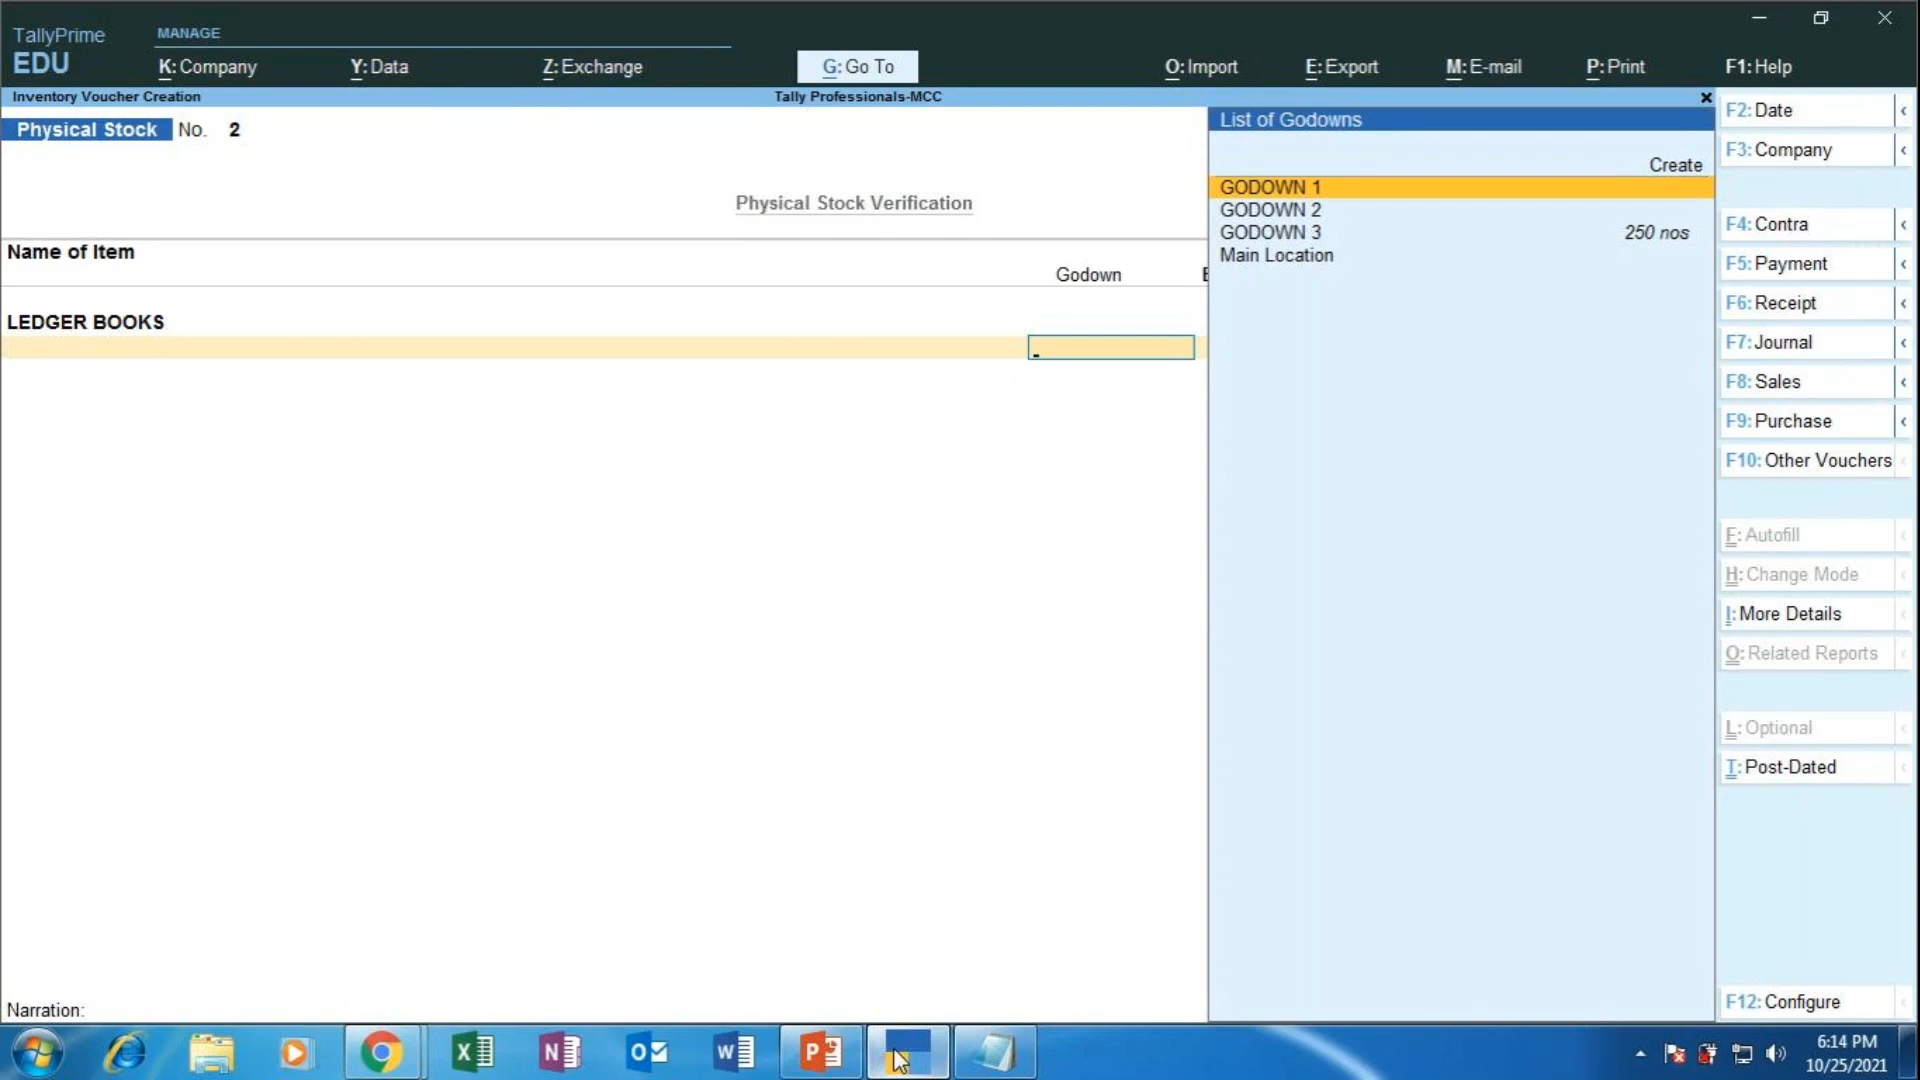 TallyPrime
EDU
MANAGE
K: Company
Y: Data
Z: Exchange
G: Go To
O: Import
E: Export
M: E-mail
P: Print
F1: Help
Inventory Voucher Creation
Tally Professionals-MCC
Physical Stock No. 2
Physical Stock Verification
Name of Item
Godown
LEDGER BOOKS
Narration:
List of Godowns
Create
GODOWN 1
GODOWN 2
GODOWN 3 250 nos
Main Location
F2: Date
F3: Company
F4: Contra
F5: Payment
F6: Receipt
F7: Journal
F8: Sales
F9: Purchase
F10: Other Vouchers
F: Autofill
H: Change Mode
I: More Details
O: Related Reports
L: Optional
T: Post-Dated
F12: Configure
6:14 PM
10/25/2021